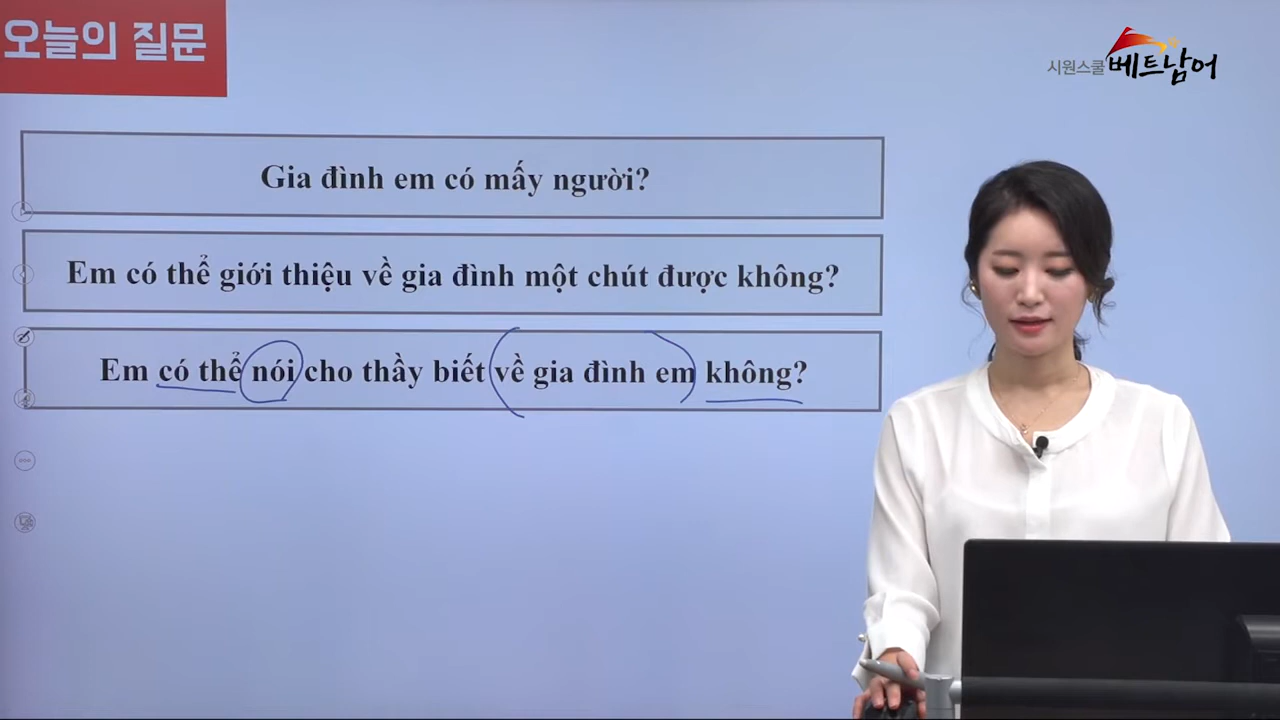 오늘의 질문
시원스쿨 베트남어
Gia đình em có mấy người?
Em có thể giới thiệu về gia đình một chút được không?
Em có thể nói cho thầy biết về gia đình em không?